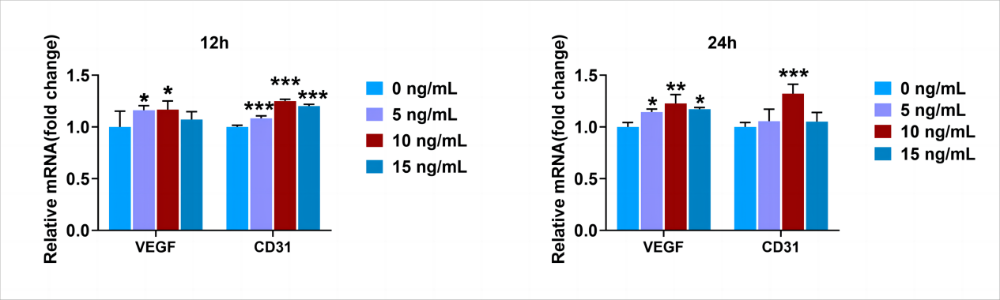 12h
Relative mRNA(fold change)
1.5
1.0
0.5
0.0
* * *** *** ***
VEGF CD31
0 ng/mL
5 ng/mL
10 ng/mL
15 ng/mL
24h
Relative mRNA(fold change)
1.5
1.0
0.5
0.0
* ** * ***
VEGF CD31
0 ng/mL
5 ng/mL
10 ng/mL
15 ng/mL